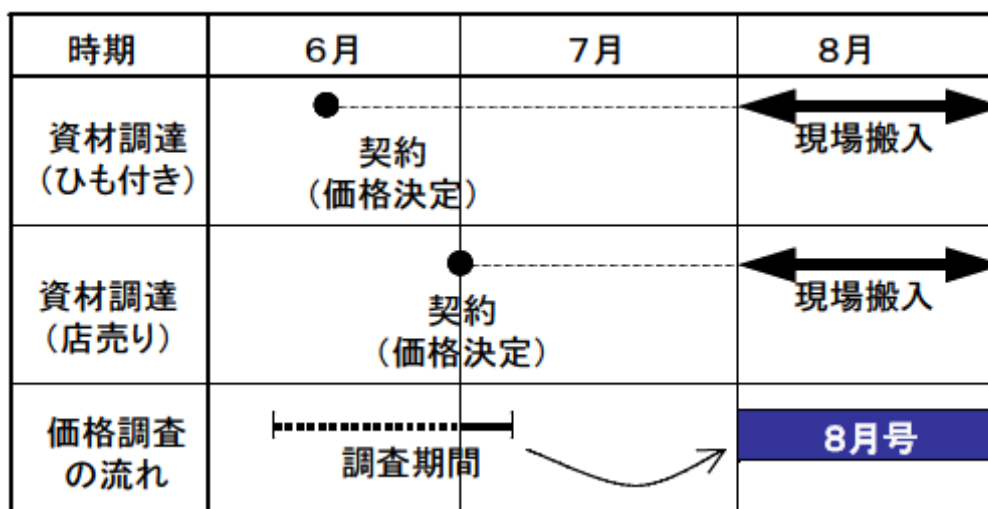 時期
6月
7月
8月
資材調達
（ひも付き）
契約
（価格決定）
現場搬入
資材調達
（店売り）
契約
（価格決定）
現場搬入
価格調査
の流れ
調査期間
8月号